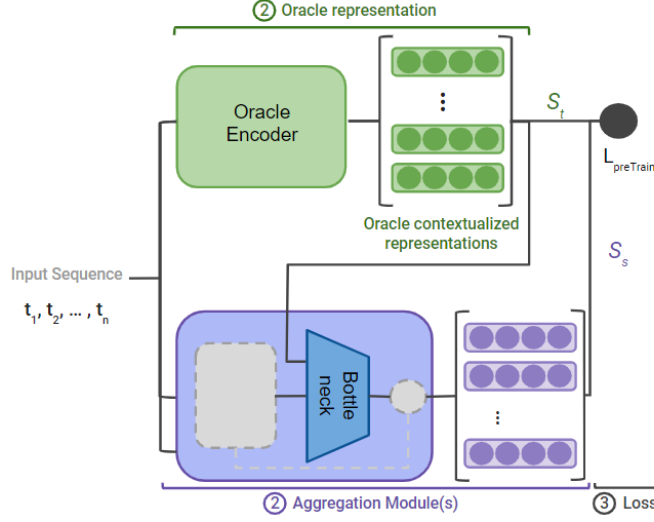 ② Oracle representation
Oracle
Encoder
⋮
S_t
L_preTrain
Oracle contextualized
representations
S_s
Input Sequence
t_1, t_2, ... , t_n
Bottle
neck
...
② Aggregation Module(s)
③ Loss